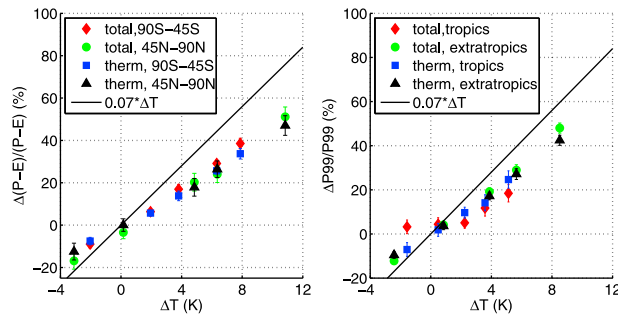 total,90S−45S
total, 45N−90N
therm, 90S−45S
therm, 45N−90N
0.07*ΔT
Δ(P−E)/(P−E) (%)
80
60
40
20
0
−20
−4
0
4
8
12
ΔT (K)
total,tropics
total, extratropics
therm, tropics
therm, extratropics
0.07*ΔT
ΔP99/P99 (%)
80
60
40
20
0
−20
−4
0
4
8
12
ΔT (K)